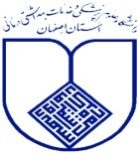 دانشگاه علوم پزشکی و خدمات بهداشتی درمانی
استان اصفهان